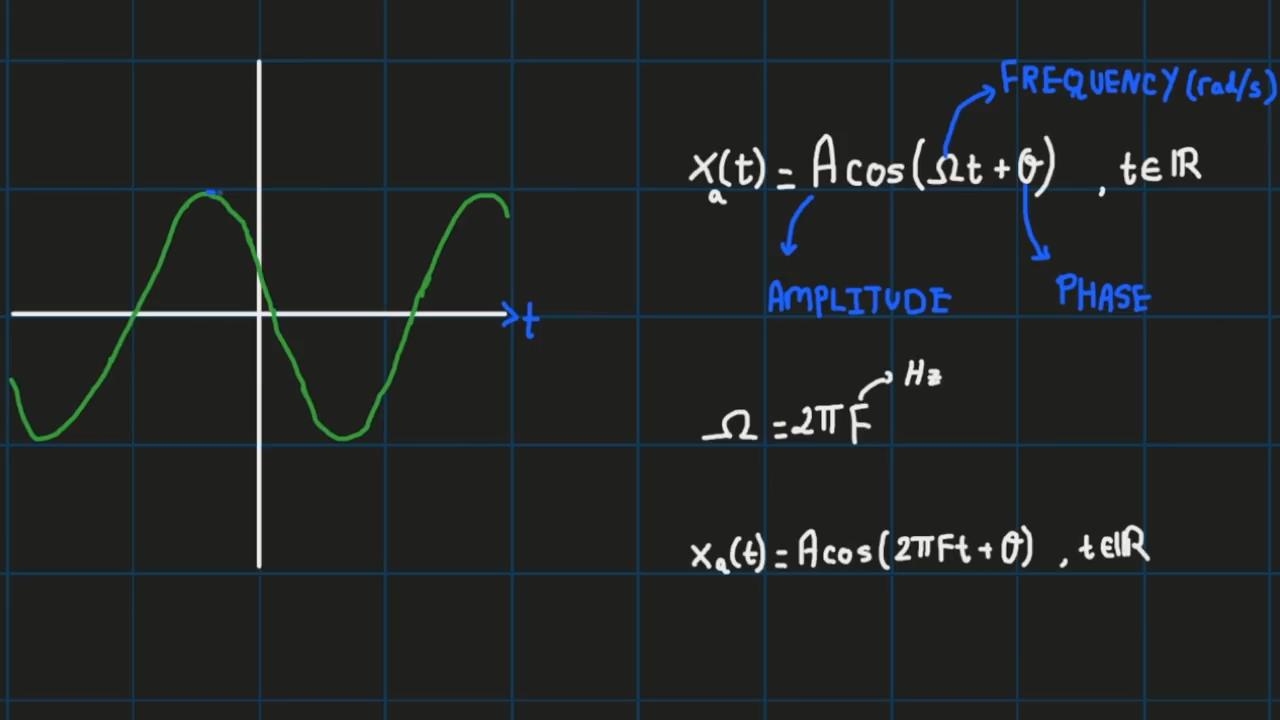 FREQUENCY (rad/s)
xₐ(t) = A cos(Ωt + θ) , t ∈ ℝ
AMPLITUDE
PHASE
t
Hz
Ω = 2πF
xₐ(t) = A cos(2πFt + θ) , t ∈ ℝ